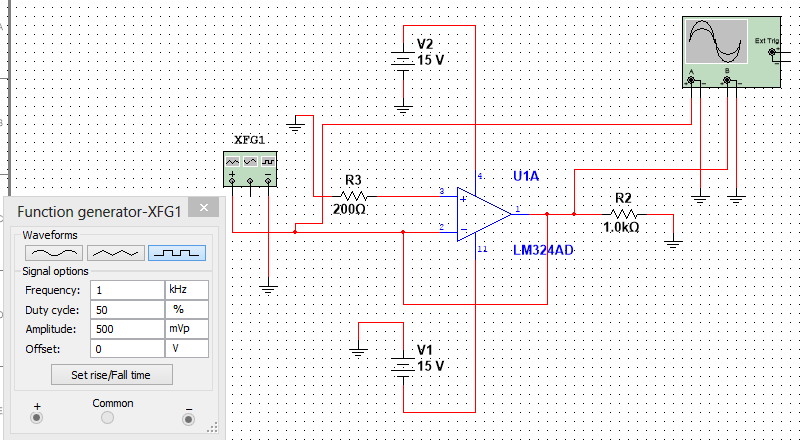 V2
15 V
Ext Trig
+
-
A
B
+ - + -
XFG1
+ -
R3
200Ω
3
2
4
+
-
1
11
U1A
LM324AD
R2
1.0kΩ
V1
15 V
Function generator-XFG1 ×
Waveforms
Signal options
Frequency: 1 kHz
Duty cycle: 50 %
Amplitude: 500 mVp
Offset: 0 V
Set rise/Fall time
+ Common -